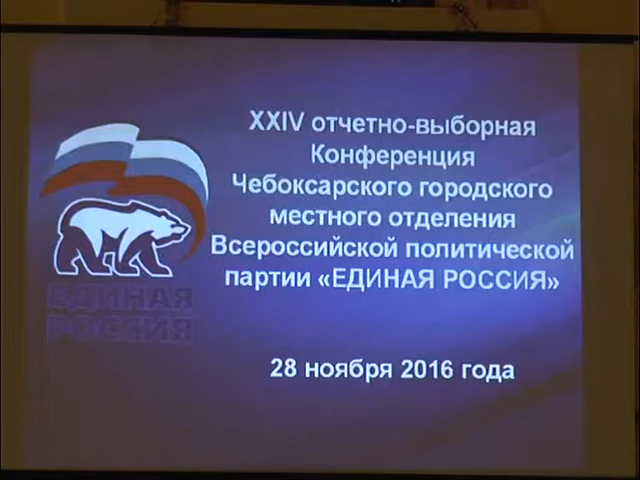 XXIV отчетно-выборная
Конференция
Чебоксарского городского
местного отделения
Всероссийской политической
партии «ЕДИНАЯ РОССИЯ»
28 ноября 2016 года
ЕДИНАЯ
РОССИЯ